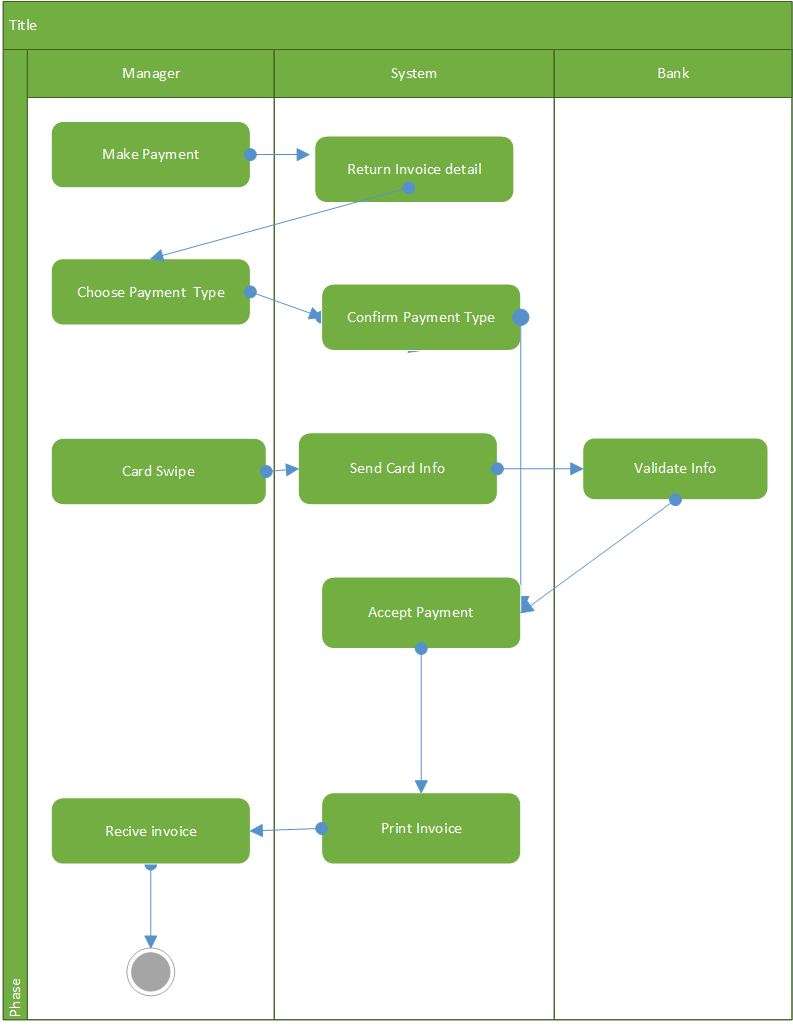 Title
Manager
System
Bank
Make Payment
Return Invoice detail
Choose Payment  Type
Confirm Payment Type
Card Swipe
Send Card Info
Validate Info
Accept Payment
Recive invoice
Print Invoice
Phase